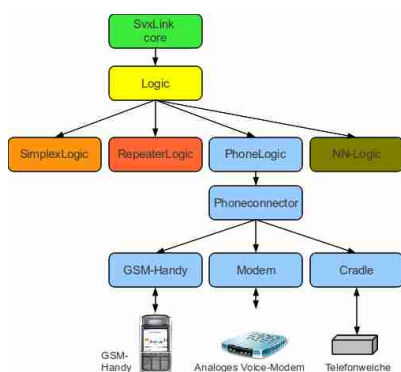 SvxLink
core
Logic
SimplexLogic
RepeaterLogic
PhoneLogic
NN-Logic
Phoneconnector
GSM-Handy
Modem
Cradle
GSM-
Handy
Analoges Voice-Modem
Telefonweiche